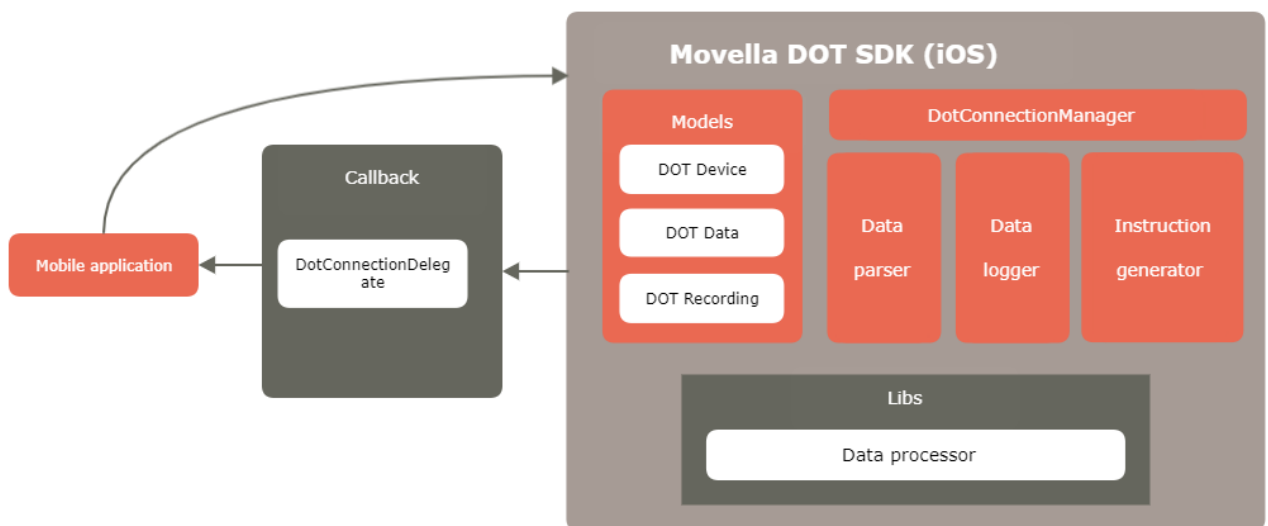 Movella DOT SDK (iOS)
Models
DOT Device
DOT Data
DOT Recording
DotConnectionManager
Data
parser
Data
logger
Instruction
generator
Libs
Data processor
Callback
DotConnectionDeleg
ate
Mobile application